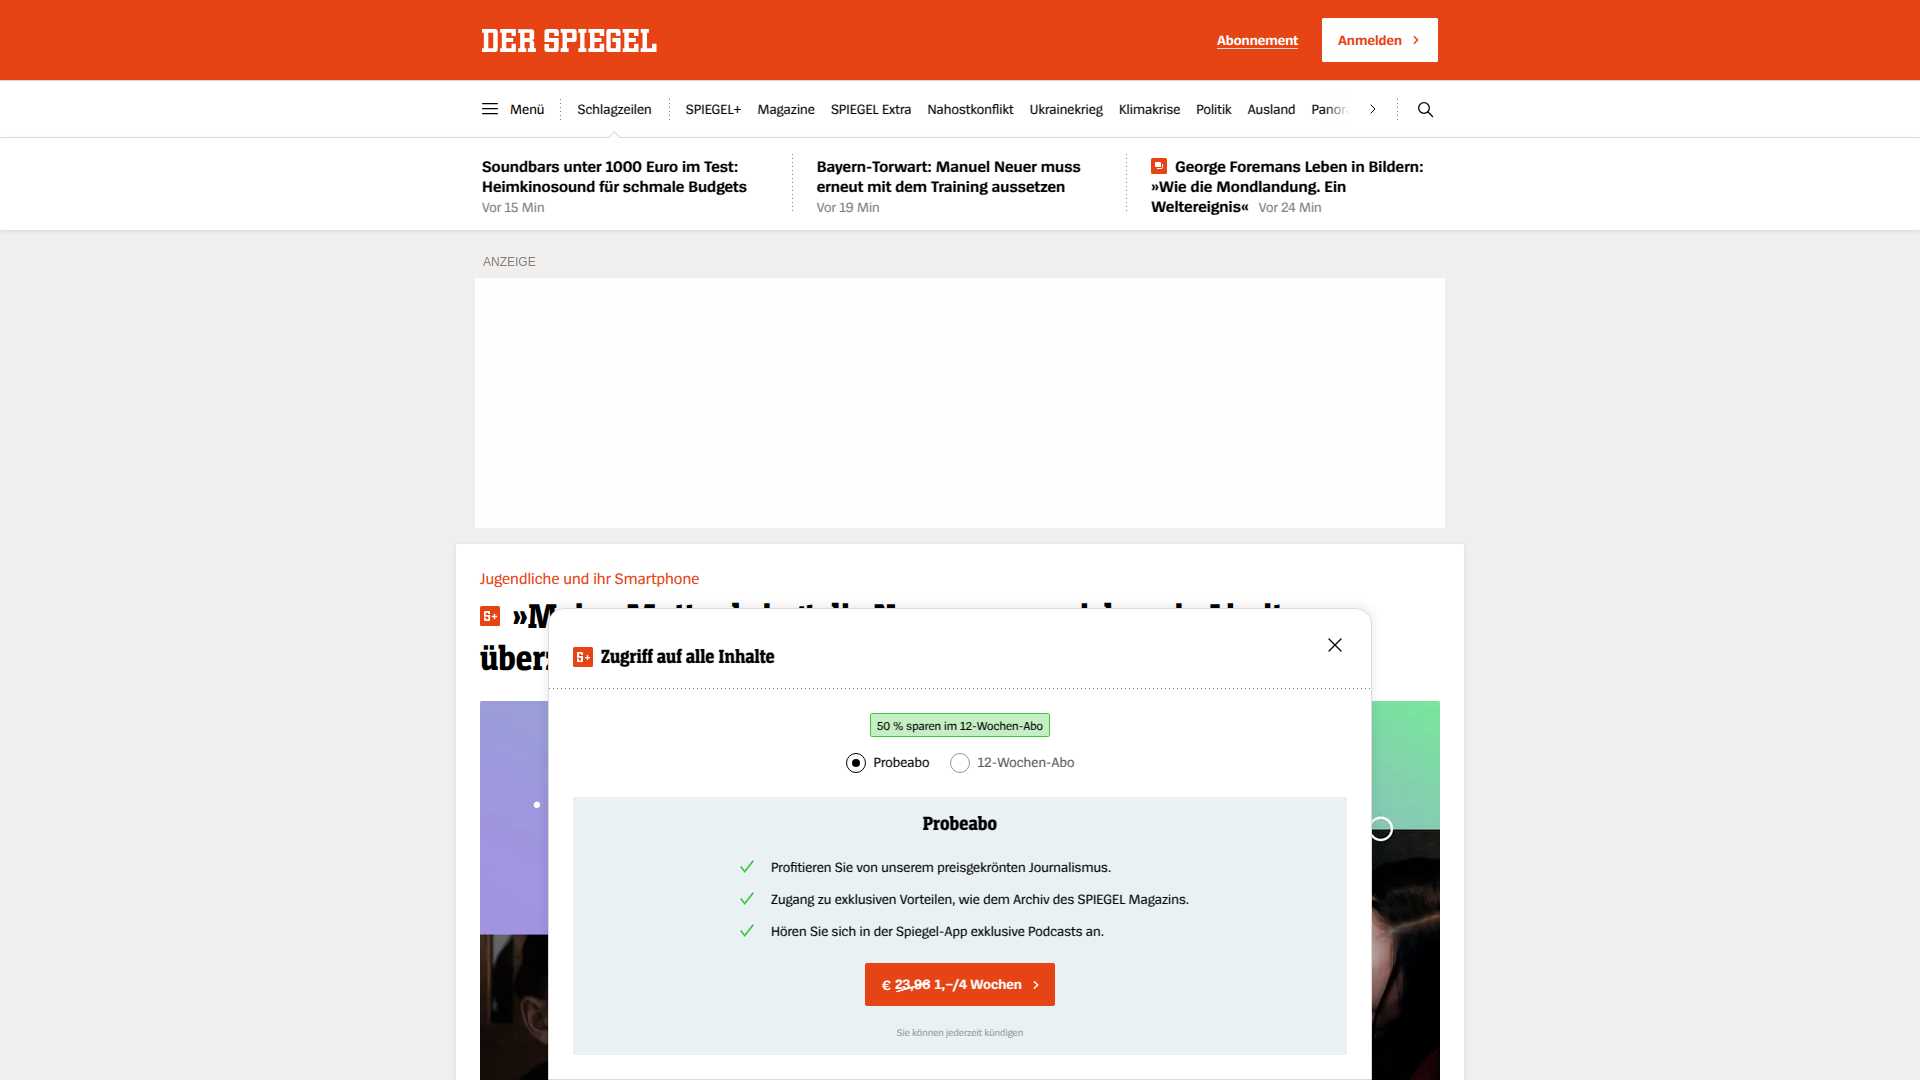 DER SPIEGEL
Abonnement
Anmelden
Menü
Schlagzeilen
SPIEGEL+
Magazine
SPIEGEL Extra
Nahostkonflikt
Ukrainekrieg
Klimakrise
Politik
Ausland
Soundbars unter 1000 Euro im Test:
Heimkinosound für schmale Budgets
Vor 15 Min
Bayern-Torwart: Manuel Neuer muss
erneut mit dem Training aussetzen
Vor 19 Min
George Foremans Leben in Bildern:
»Wie die Mondlandung. Ein
Weltereignis« Vor 24 Min
ANZEIGE
Jugendliche und ihr Smartphone
Zugriff auf alle Inhalte
50 % sparen im 12-Wochen-Abo
Probeabo
12-Wochen-Abo
Probeabo
Profitieren Sie von unserem preisgekrönten Journalismus.
Zugang zu exklusiven Vorteilen, wie dem Archiv des SPIEGEL Magazins.
Hören Sie sich in der Spiegel-App exklusive Podcasts an.
€ 23,96 1,–/4 Wochen
Sie können jederzeit kündigen